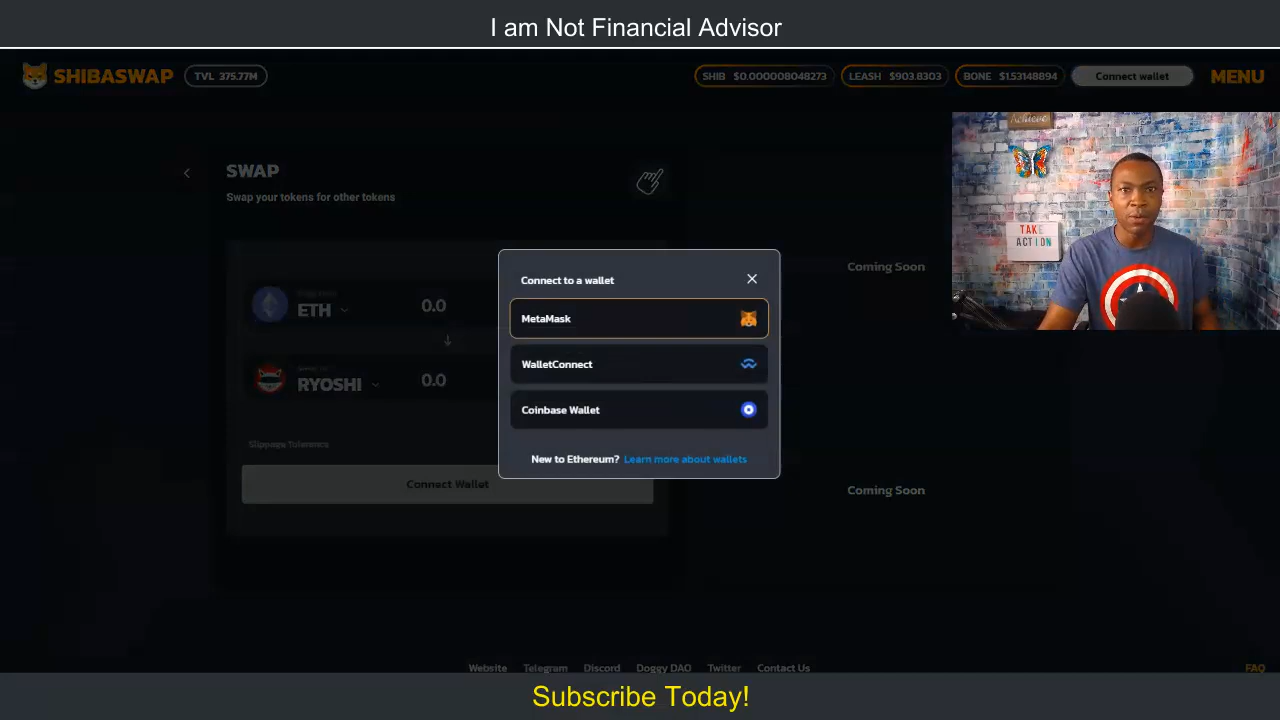 I am Not Financial Advisor
SHIBASWAP
TVL 375.77M
SHIB $0.000008048273
LEASH $903.8303
BONE $1.53148894
Connect wallet
MENU
Achieve
SWAP
Swap your tokens for other tokens
TAKE
ACTION
Coming Soon
Connect to a wallet
ETH
0.0
MetaMask
WalletConnect
RYOSHI
0.0
Coinbase Wallet
Slippage Tolerance
New to Ethereum? Learn more about wallets
Connect Wallet
Coming Soon
Website
Telegram
Discord
Doggy DAO
Twitter
Contact Us
FAQ
Subscribe Today!